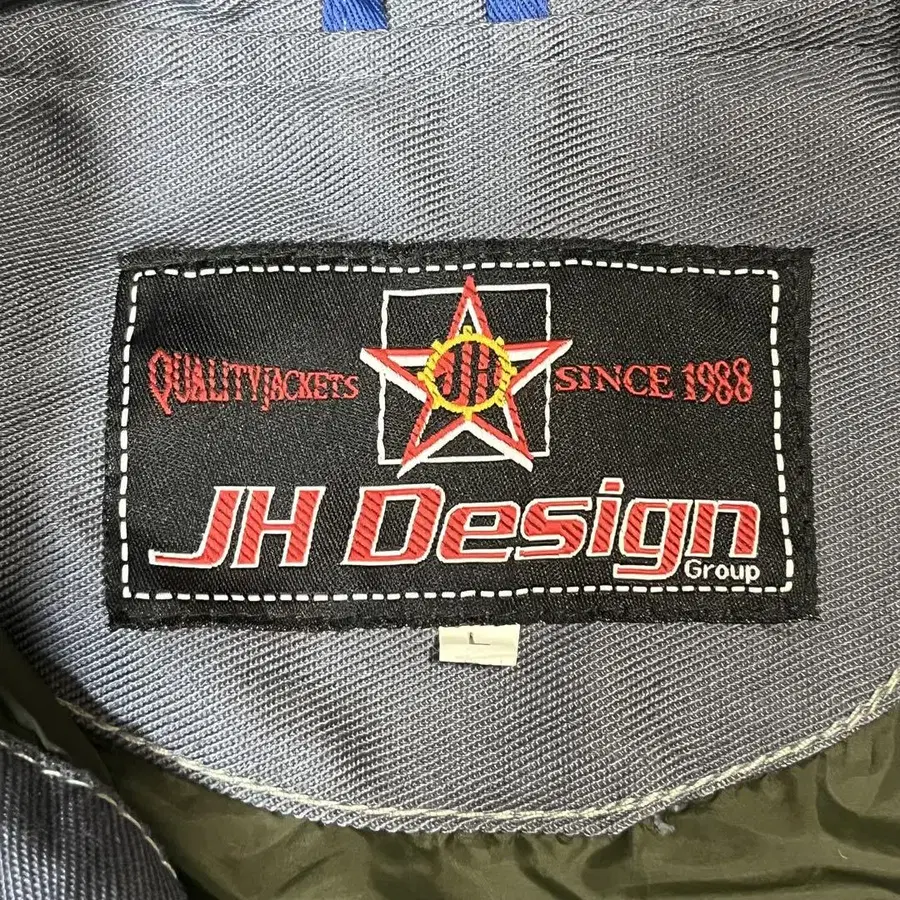 QUALITY JACKETS
JH
SINCE 1988
JH Design
Group
L